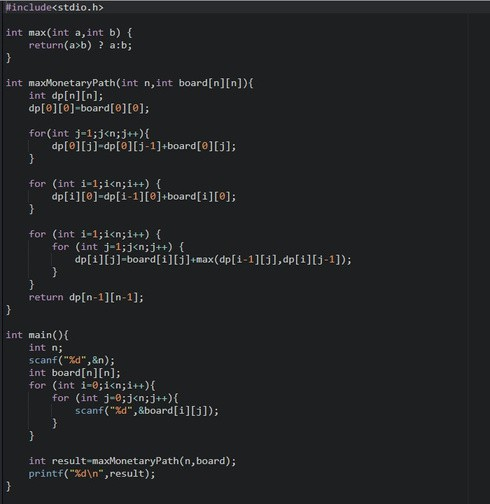 #include<stdio.h>
int max(int a,int b) {
    return(a>b) ? a:b;
}
int maxMonetaryPath(int n,int board[n][n]){
    int dp[n][n];
    dp[0][0]=board[0][0];
    for(int j=1;j<n;j++){
        dp[0][j]=dp[0][j-1]+board[0][j];
    }
    for (int i=1;i<n;i++) {
        dp[i][0]=dp[i-1][0]+board[i][0];
    }
    for (int i=1;i<n;i++) {
        for (int j=1;j<n;j++) {
            dp[i][j]=board[i][j]+max(dp[i-1][j],dp[i][j-1]);
        }
    }
    return dp[n-1][n-1];
}
int main(){
    int n;
    scanf("%d",&n);
    int board[n][n];
    for (int i=0;i<n;i++){
        for (int j=0;j<n;j++){
            scanf("%d",&board[i][j]);
        }
    }
    int result=maxMonetaryPath(n,board);
    printf("%d\n",result);
}